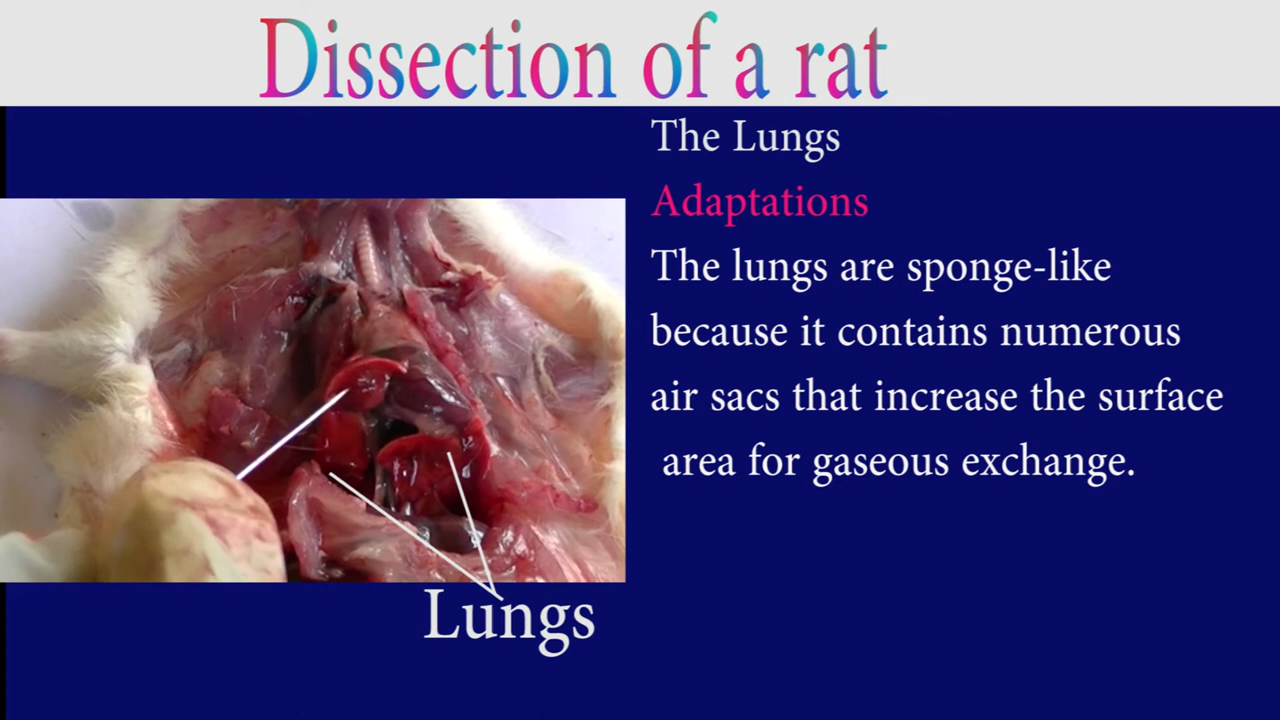 Dissection of a rat
The Lungs
Adaptations
The lungs are sponge-like
because it contains numerous
air sacs that increase the surface
area for gaseous exchange.
Lungs